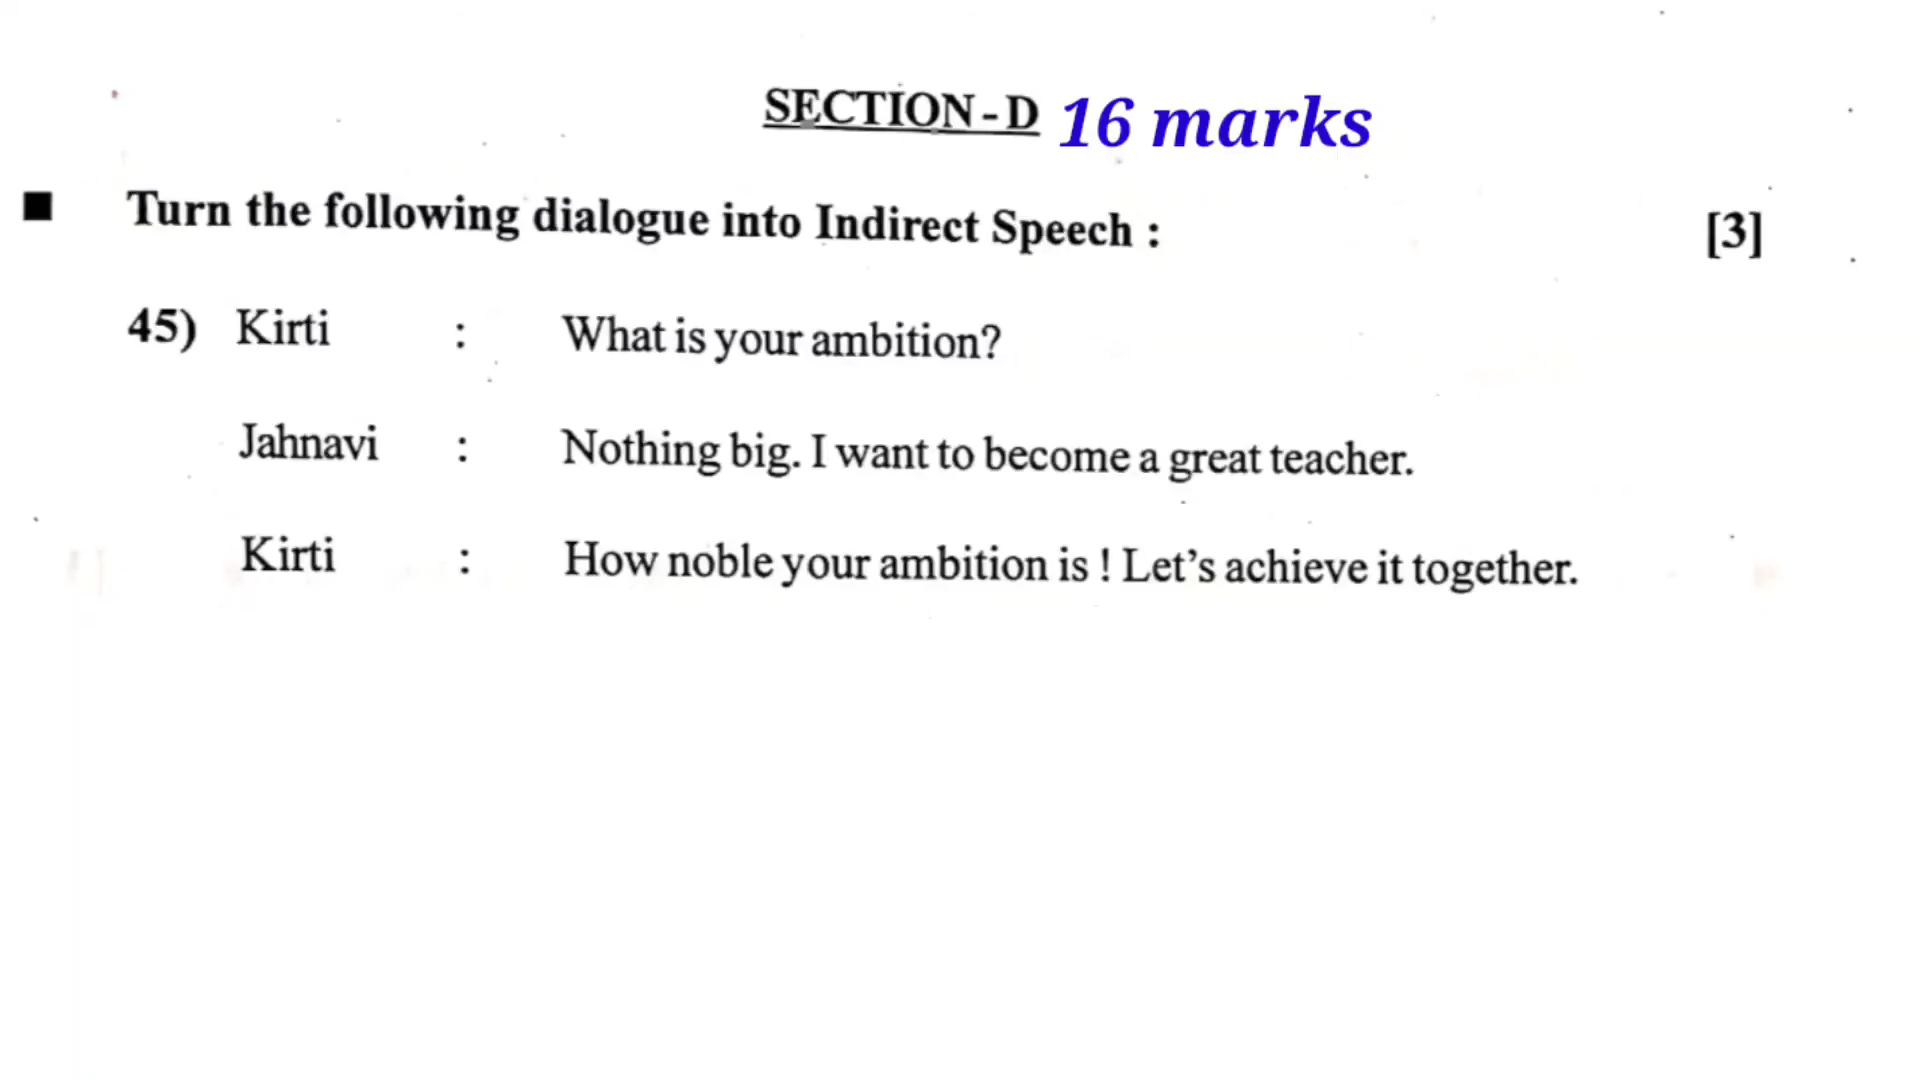 SECTION - D 16 marks
■ Turn the following dialogue into Indirect Speech : [3]
45) Kirti : What is your ambition?
Jahnavi : Nothing big. I want to become a great teacher.
Kirti : How noble your ambition is ! Let's achieve it together.